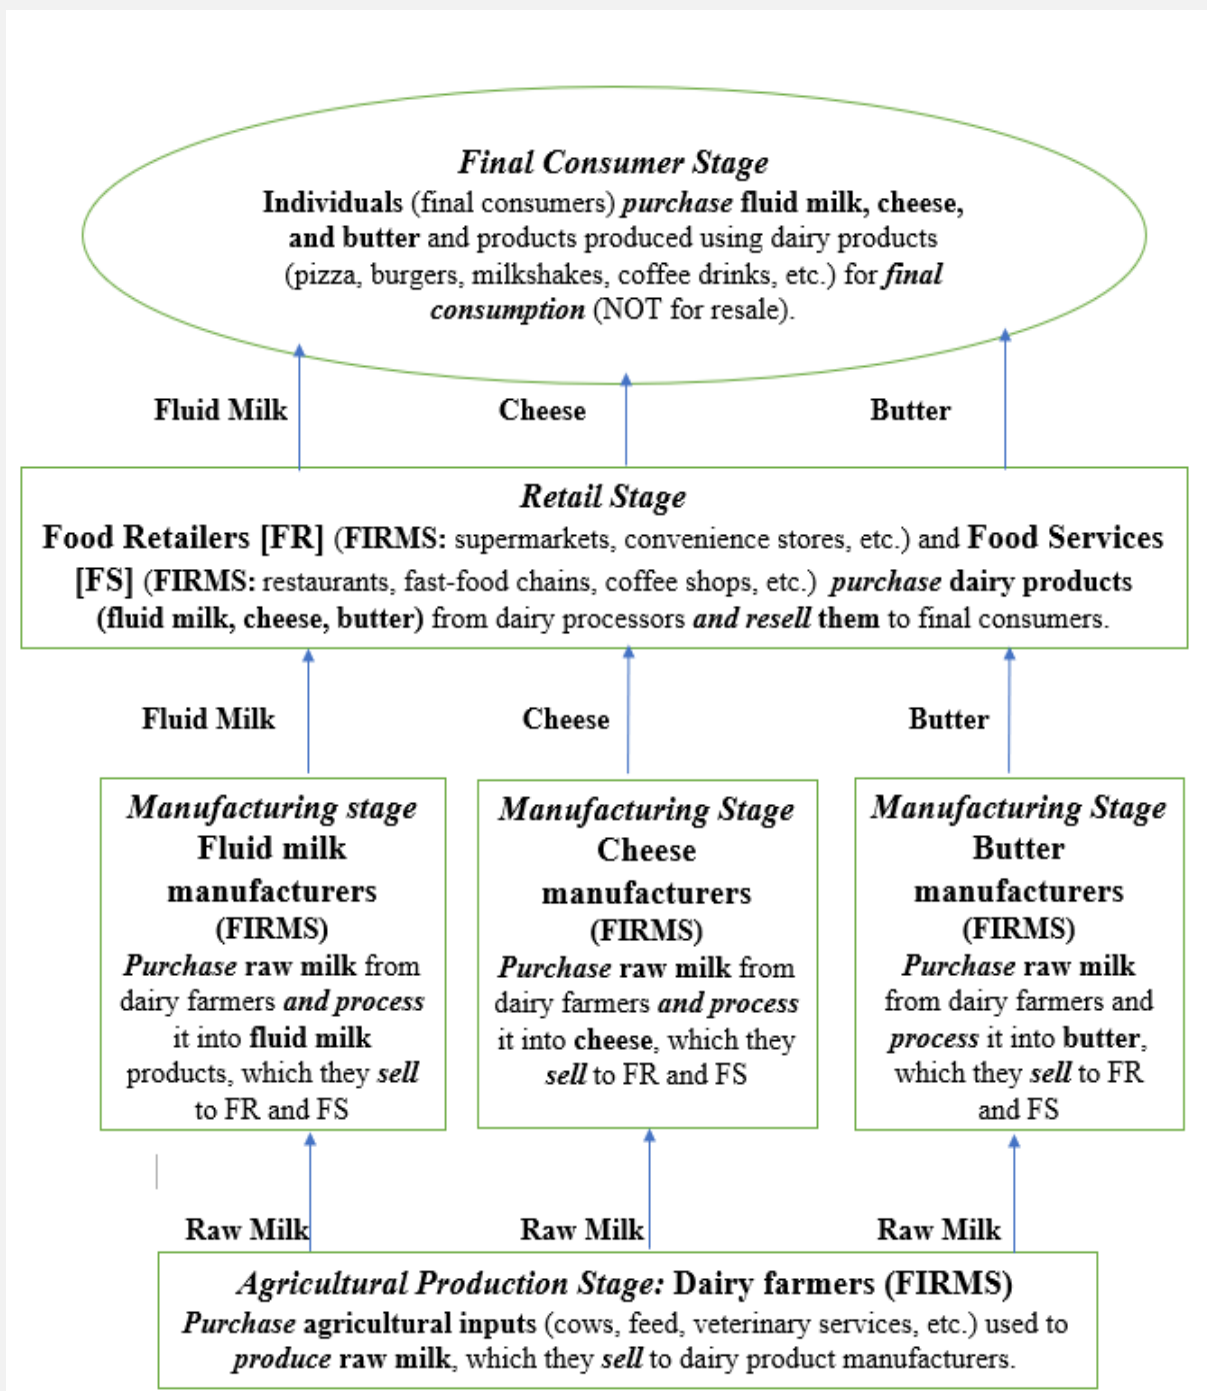 Final Consumer Stage
Individuals (final consumers) purchase fluid milk, cheese,
and butter and products produced using dairy products
(pizza, burgers, milkshakes, coffee drinks, etc.) for final
consumption (NOT for resale).
Fluid Milk
Cheese
Butter
Retail Stage
Food Retailers [FR] (FIRMS: supermarkets, convenience stores, etc.) and Food Services
[FS] (FIRMS: restaurants, fast-food chains, coffee shops, etc.) purchase dairy products
(fluid milk, cheese, butter) from dairy processors and resell them to final consumers.
Fluid Milk
Cheese
Butter
Manufacturing stage
Fluid milk
manufacturers
(FIRMS)
Purchase raw milk from
dairy farmers and process
it into fluid milk
products, which they sell
to FR and FS
Manufacturing Stage
Cheese
manufacturers
(FIRMS)
Purchase raw milk from
dairy farmers and process
it into cheese, which they
sell to FR and FS
Manufacturing Stage
Butter
manufacturers
(FIRMS)
Purchase raw milk
from dairy farmers and
process it into butter,
which they sell to FR
and FS
Raw Milk
Raw Milk
Raw Milk
Agricultural Production Stage: Dairy farmers (FIRMS)
Purchase agricultural inputs (cows, feed, veterinary services, etc.) used to
produce raw milk, which they sell to dairy product manufacturers.